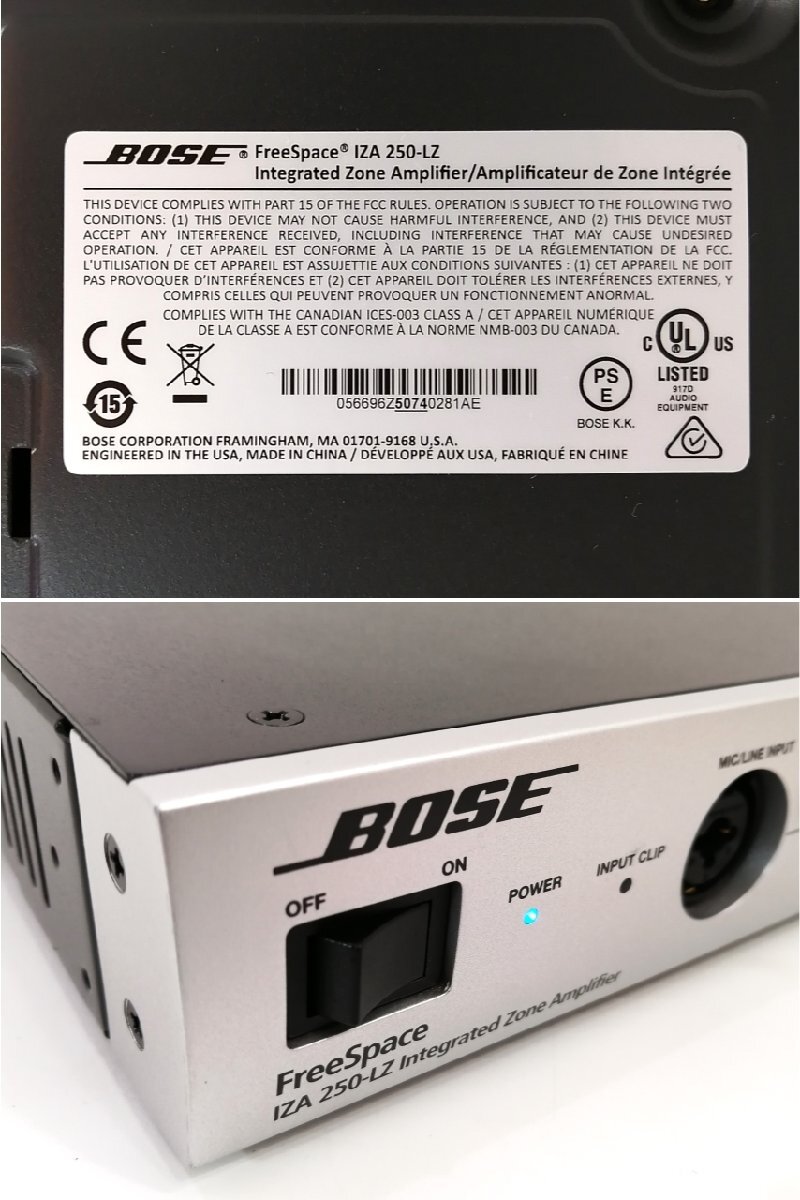 BOSE® FreeSpace® IZA 250-LZ
Integrated Zone Amplifier/Amplificateur de Zone Intégrée
THIS DEVICE COMPLIES WITH PART 15 OF THE FCC RULES. OPERATION IS SUBJECT TO THE FOLLOWING TWO
CONDITIONS: (1) THIS DEVICE MAY NOT CAUSE HARMFUL INTERFERENCE, AND (2) THIS DEVICE MUST
ACCEPT ANY INTERFERENCE RECEIVED, INCLUDING INTERFERENCE THAT MAY CAUSE UNDESIRED
OPERATION. / CET APPAREIL EST CONFORME À LA PARTIE 15 DE LA RÉGLEMENTATION DE LA FCC.
L'UTILISATION DE CET APPAREIL EST ASSUJETTIE AUX CONDITIONS SUIVANTES : (1) CET APPAREIL NE DOIT
PAS PROVOQUER D'INTERFÉRENCES ET (2) CET APPAREIL DOIT TOLÉRER LES INTERFÉRENCES EXTERNES, Y
COMPRIS CELLES QUI PEUVENT PROVOQUER UN FONCTIONNEMENT ANORMAL.
COMPLIES WITH THE CANADIAN ICES-003 CLASS A / CET APPAREIL NUMÉRIQUE
DE LA CLASSE A EST CONFORME À LA NORME NMB-003 DU CANADA.
CE
C UL® US
LISTED
917D
AUDIO
EQUIPMENT
15
056696Z50740281AE
PS
E
BOSE K.K.
BOSE CORPORATION FRAMINGHAM, MA 01701-9168 U.S.A.
ENGINEERED IN THE USA, MADE IN CHINA / DÉVELOPPÉ AUX USA, FABRIQUÉ EN CHINE
BOSE
MIC/LINE INPUT
OFF ON
POWER
INPUT CLIP
FreeSpace
IZA 250-LZ Integrated Zone Amplifier